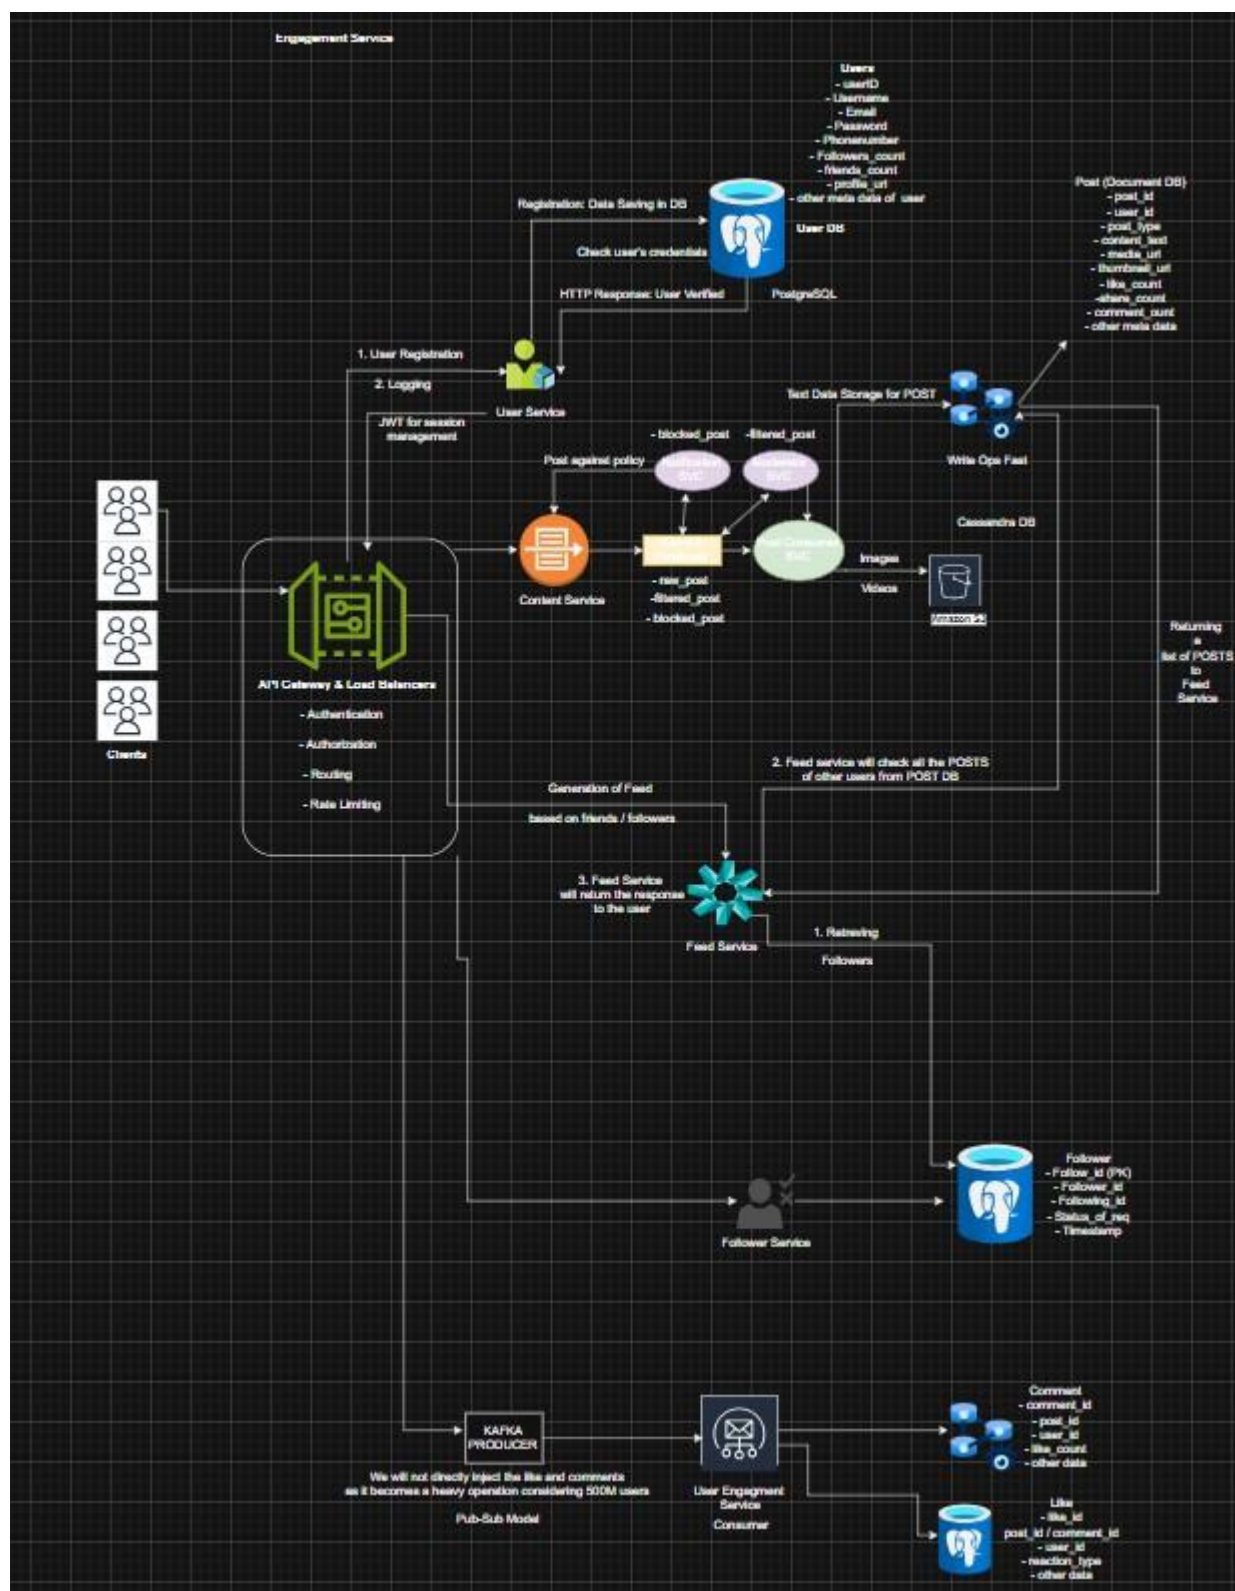 Engagement Service
Users
- userID
- Username
- Email
- Password
- Phonenumber
- Followers_count
- friends_count
- profile_url
- other meta data of user
User DB
PostgreSQL
Registration: Data Saving in DB
Check user's credentials
HTTP Response: User Verified
Post (Document DB)
- post_id
- user_id
- post_type
- content_text
- media_url
- thumbnail_url
- like_count
-share_count
- comment_ount
- other meta data
1. User Registration
2. Logging
User Service
JWT for session
management
Text Data Storage for POST
Write Ops Fast
Cassandra DB
- blocked_post
-filtered_post
Post against policy
SVC
SVC
SVC
Content Service
- new_post
-filtered_post
- blocked_post
Images
Videos
Amazon S3
Clients
API Gateway & Load Balancers
- Authentication
- Authorization
- Routing
- Rate Limiting
Returning
a
list of POSTS
to
Feed
Service
2. Feed service will check all the POSTS
of other users from POST DB
Generation of Feed
based on friends / followers
3. Feed Service
will return the response
to the user
Feed Service
1. Retreving
Followers
Follower
- Follow_id (PK)
- Follower_id
- Following_id
- Status_of_req
- Timestamp
Follower Service
KAFKA
PRODUCER
We will not directly inject the like and comments
as it becomes a heavy operation considering 500M users
Pub-Sub Model
User Engagment
Service
Consumer
Comment
- comment_id
- post_id
- user_id
- like_count
- other data
Like
- like_id
post_id / comment_id
- user_id
- reaction_type
- other data